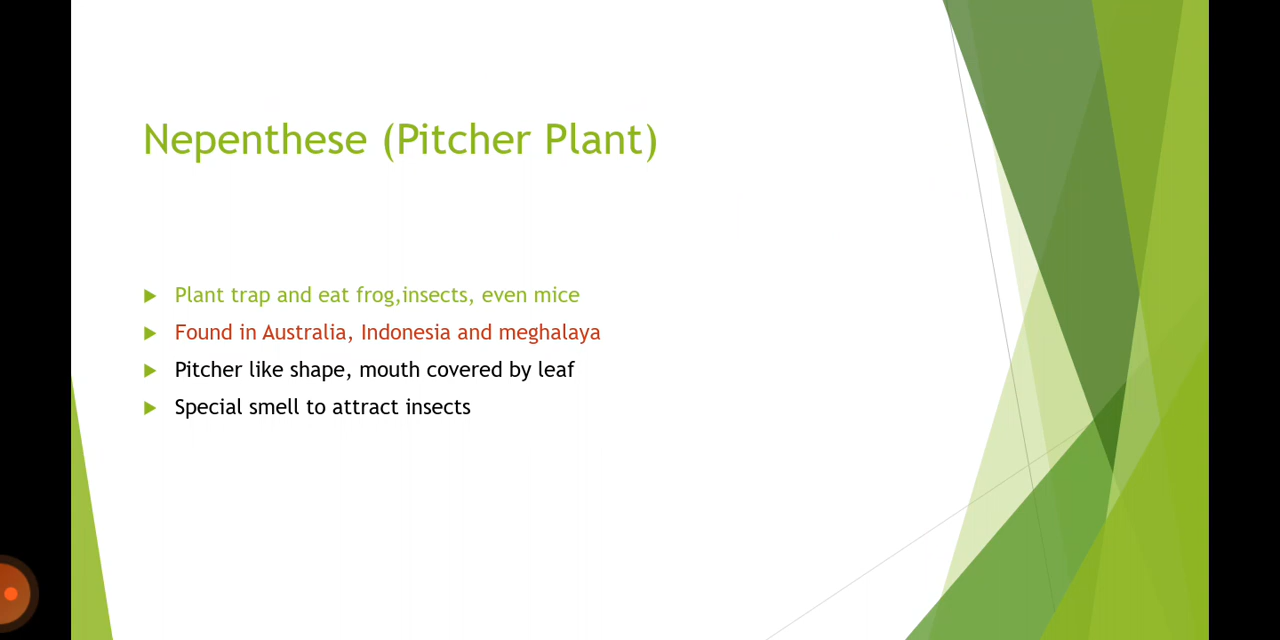 Nepenthese (Pitcher Plant)
Plant trap and eat frog,insects, even mice
Found in Australia, Indonesia and meghalaya
Pitcher like shape, mouth covered by leaf
Special smell to attract insects